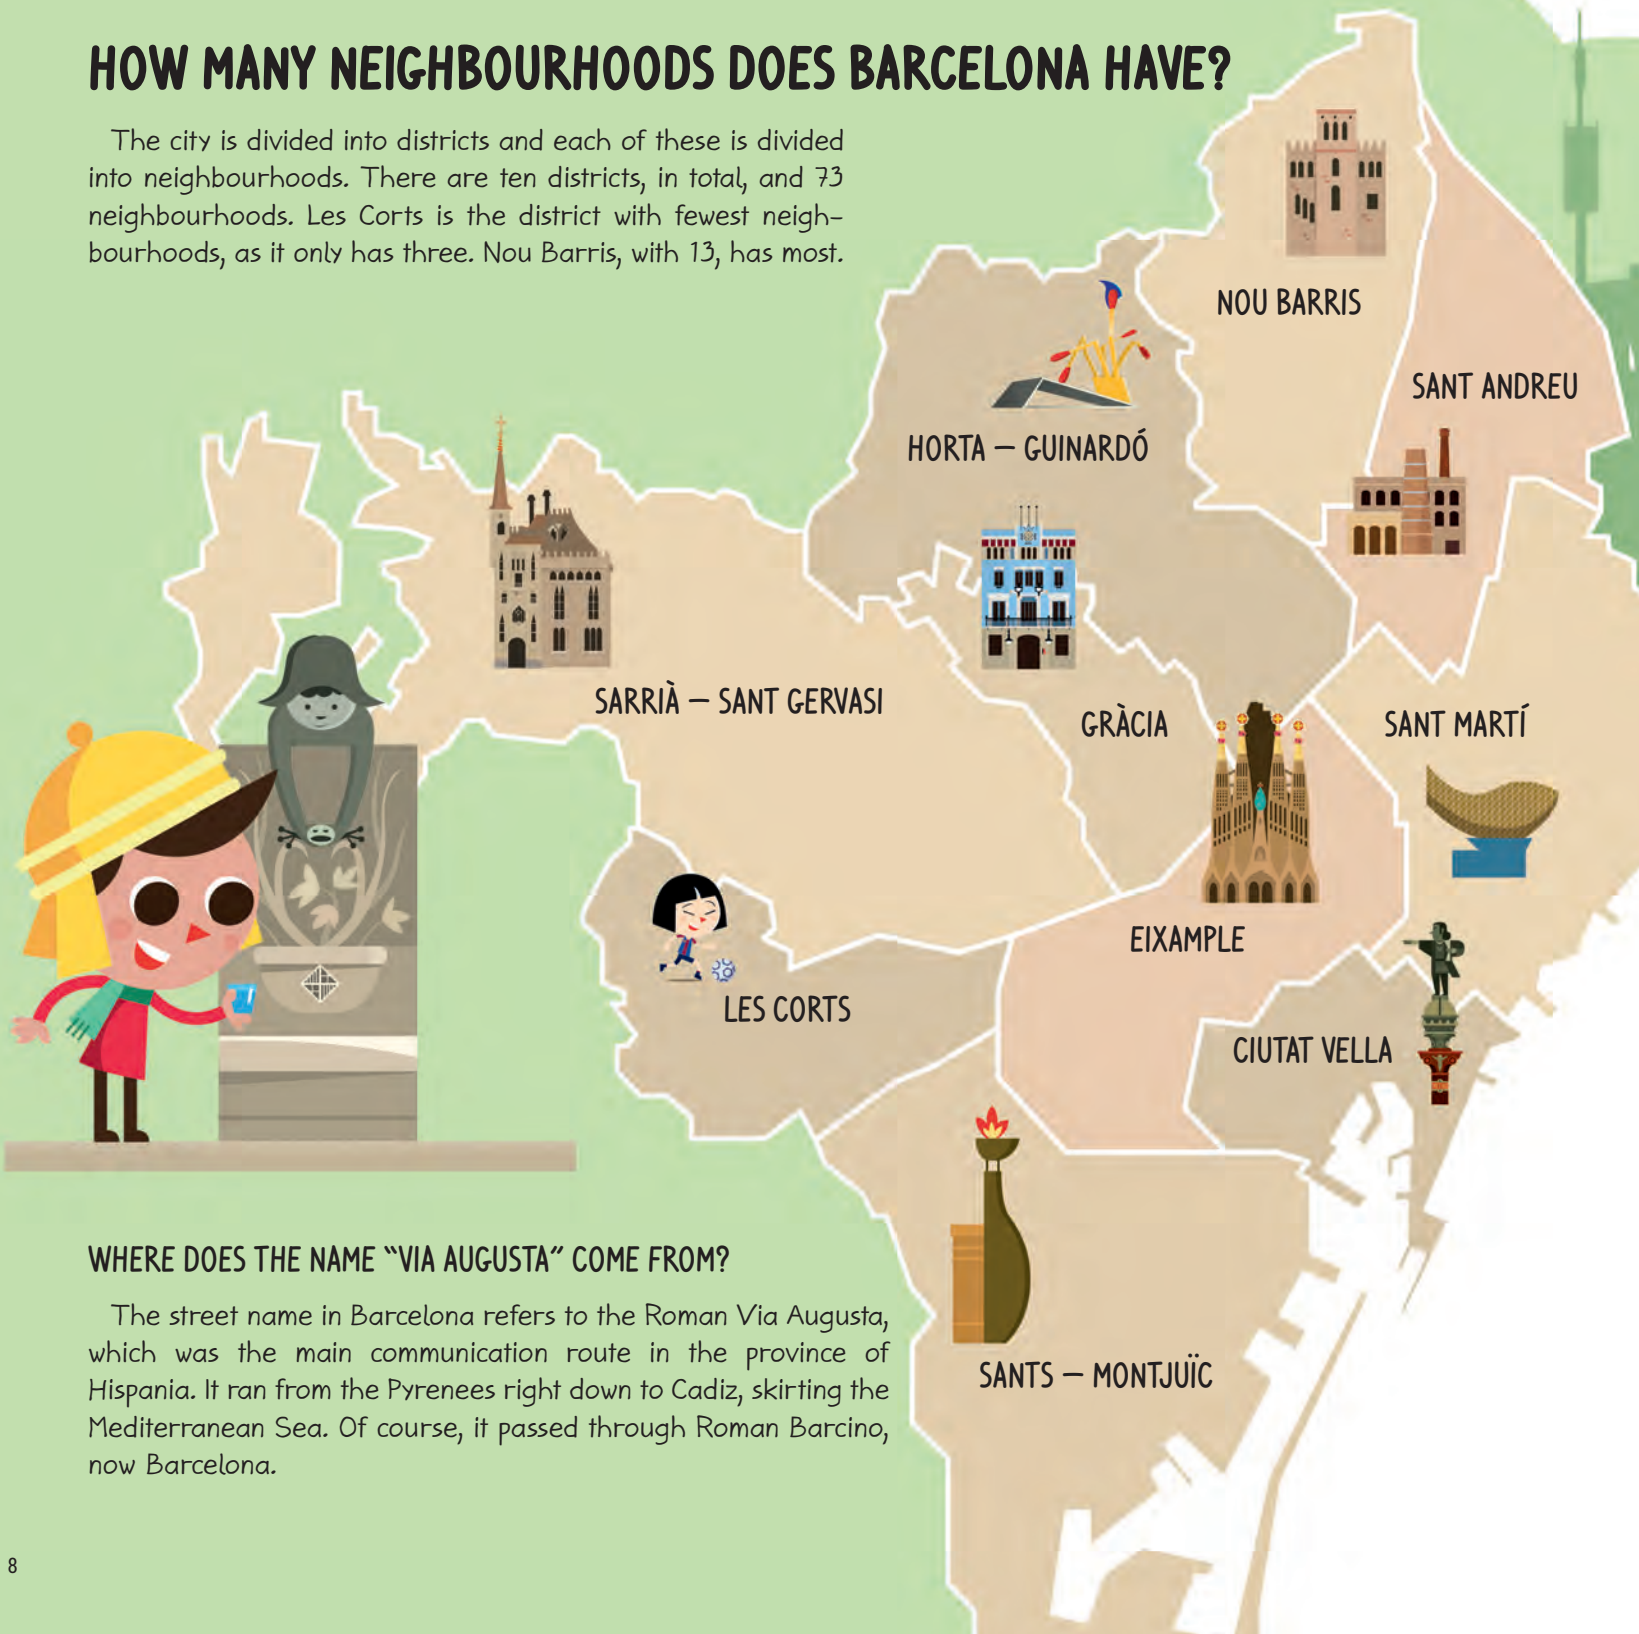 HOW MANY NEIGHBOURHOODS DOES BARCELONA HAVE?
The city is divided into districts and each of these is divided
into neighbourhoods. There are ten districts, in total, and 73
neighbourhoods. Les Corts is the district with fewest neigh-
bourhoods, as it only has three. Nou Barris, with 13, has most.
NOU BARRIS
SANT ANDREU
HORTA – GUINARDÓ
SARRIÀ – SANT GERVASI
GRÀCIA
SANT MARTÍ
EIXAMPLE
LES CORTS
CIUTAT VELLA
SANTS – MONTJUÏC
WHERE DOES THE NAME “VIA AUGUSTA” COME FROM?
The street name in Barcelona refers to the Roman Via Augusta,
which was the main communication route in the province of
Hispania. It ran from the Pyrenees right down to Cadiz, skirting the
Mediterranean Sea. Of course, it passed through Roman Barcino,
now Barcelona.
8